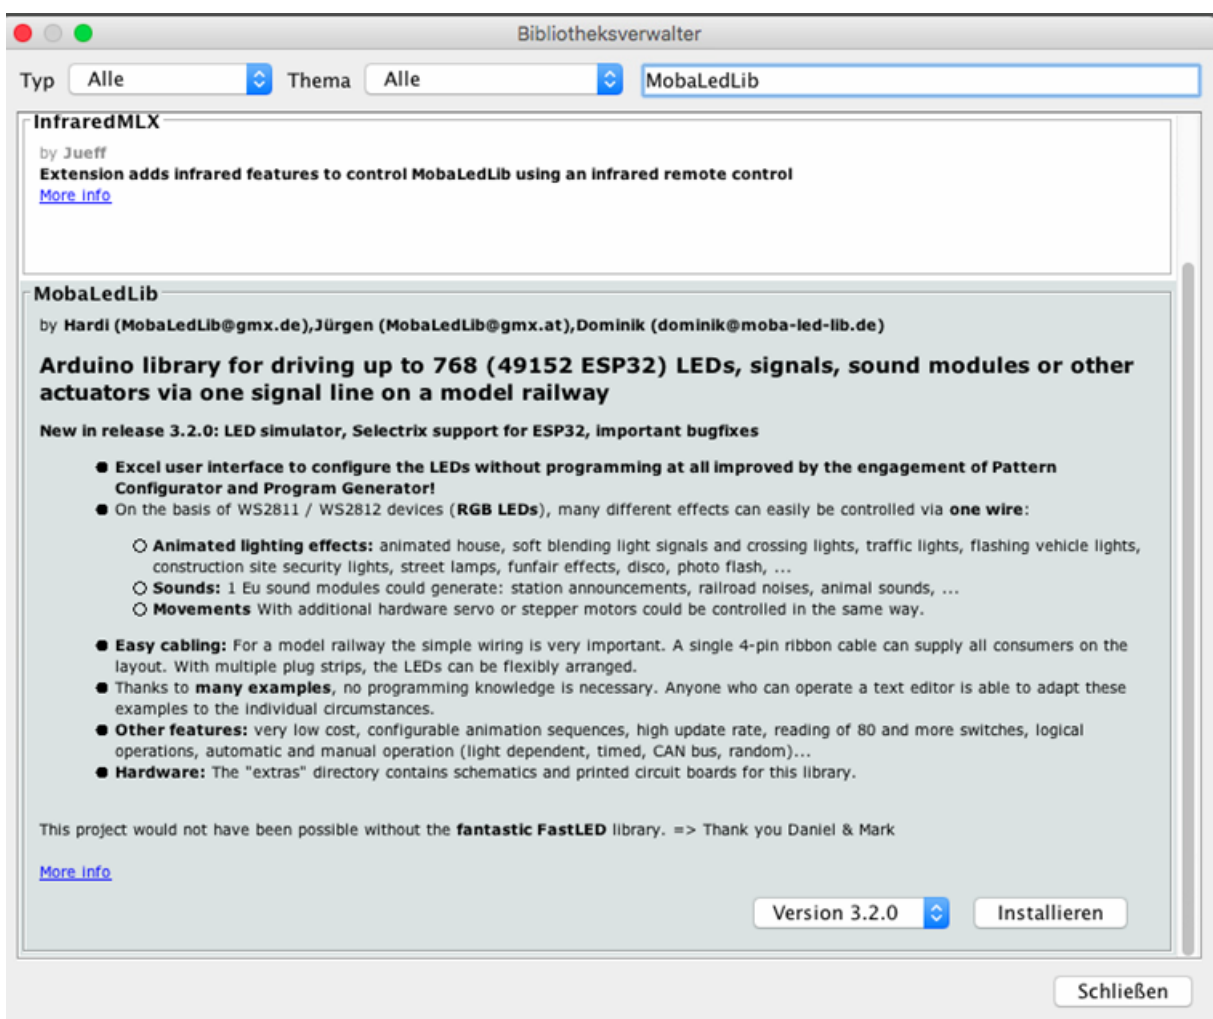 Bibliotheksverwalter
Typ Alle Thema Alle MobaLedLib
InfraredMLX
by Jueff
Extension adds infrared features to control MobaLedLib using an infrared remote control
More info
MobaLedLib
by Hardi (MobaLedLib@gmx.de),Jürgen (MobaLedLib@gmx.at),Dominik (dominik@moba-led-lib.de)
Arduino library for driving up to 768 (49152 ESP32) LEDs, signals, sound modules or other
actuators via one signal line on a model railway
New in release 3.2.0: LED simulator, Selectrix support for ESP32, important bugfixes
Excel user interface to configure the LEDs without programming at all improved by the engagement of Pattern
Configurator and Program Generator!
On the basis of WS2811 / WS2812 devices (RGB LEDs), many different effects can easily be controlled via one wire:
Animated lighting effects: animated house, soft blending light signals and crossing lights, traffic lights, flashing vehicle lights,
construction site security lights, street lamps, funfair effects, disco, photo flash, ...
Sounds: 1 Eu sound modules could generate: station announcements, railroad noises, animal sounds, ...
Movements With additional hardware servo or stepper motors could be controlled in the same way.
Easy cabling: For a model railway the simple wiring is very important. A single 4-pin ribbon cable can supply all consumers on the
layout. With multiple plug strips, the LEDs can be flexibly arranged.
Thanks to many examples, no programming knowledge is necessary. Anyone who can operate a text editor is able to adapt these
examples to the individual circumstances.
Other features: very low cost, configurable animation sequences, high update rate, reading of 80 and more switches, logical
operations, automatic and manual operation (light dependent, timed, CAN bus, random)...
Hardware: The "extras" directory contains schematics and printed circuit boards for this library.
This project would not have been possible without the fantastic FastLED library. => Thank you Daniel & Mark
More info
Version 3.2.0 Installieren
Schließen